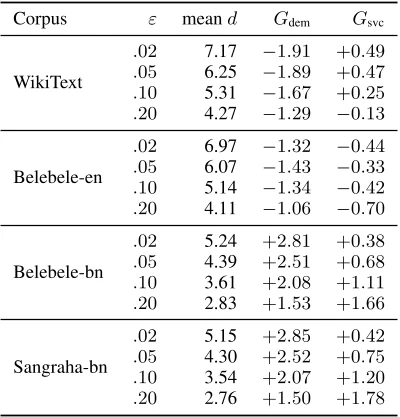 Corpus ε mean d G_dem G_svc
WikiText
.02 7.17 −1.91 +0.49
.05 6.25 −1.89 +0.47
.10 5.31 −1.67 +0.25
.20 4.27 −1.29 −0.13
Belebele-en
.02 6.97 −1.32 −0.44
.05 6.07 −1.43 −0.33
.10 5.14 −1.34 −0.42
.20 4.11 −1.06 −0.70
Belebele-bn
.02 5.24 +2.81 +0.38
.05 4.39 +2.51 +0.68
.10 3.61 +2.08 +1.11
.20 2.83 +1.53 +1.66
Sangraha-bn
.02 5.15 +2.85 +0.42
.05 4.30 +2.52 +0.75
.10 3.54 +2.07 +1.20
.20 2.76 +1.50 +1.78